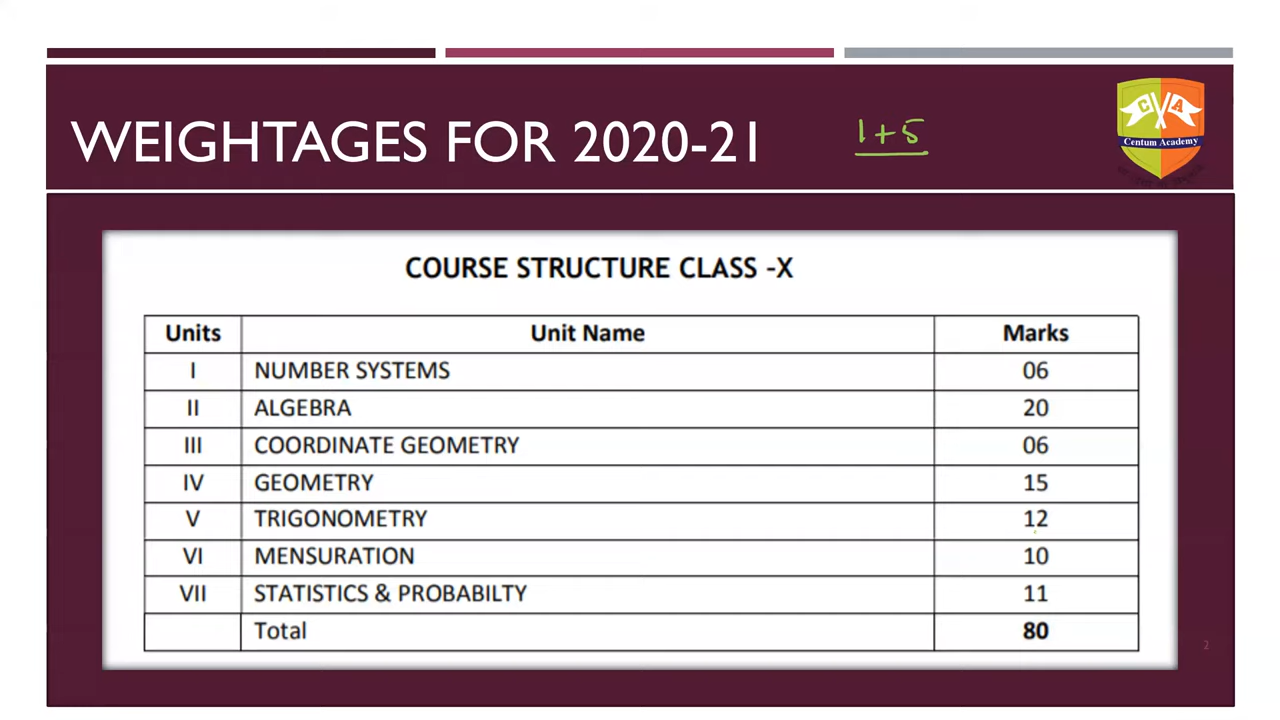 WEIGHTAGES FOR 2020-21
1+5
C A
Centum Academy
COURSE STRUCTURE CLASS -X
Units Unit Name Marks
I NUMBER SYSTEMS 06
II ALGEBRA 20
III COORDINATE GEOMETRY 06
IV GEOMETRY 15
V TRIGONOMETRY 12
VI MENSURATION 10
VII STATISTICS & PROBABILTY 11
Total 80
2